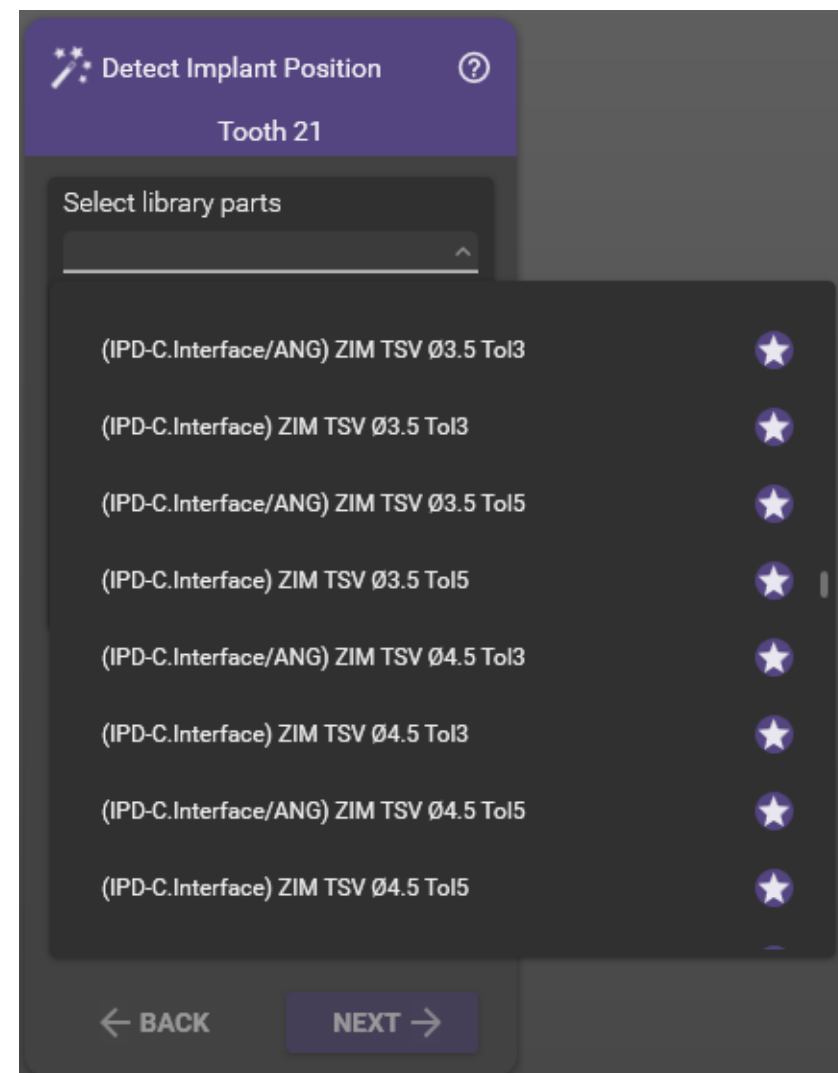 Detect Implant Position
Tooth 21
Select library parts
(IPD-C.Interface/ANG) ZIM TSV Ø3.5 Tol3
(IPD-C.Interface) ZIM TSV Ø3.5 Tol3
(IPD-C.Interface/ANG) ZIM TSV Ø3.5 Tol5
(IPD-C.Interface) ZIM TSV Ø3.5 Tol5
(IPD-C.Interface/ANG) ZIM TSV Ø4.5 Tol3
(IPD-C.Interface) ZIM TSV Ø4.5 Tol3
(IPD-C.Interface/ANG) ZIM TSV Ø4.5 Tol5
(IPD-C.Interface) ZIM TSV Ø4.5 Tol5
BACK NEXT